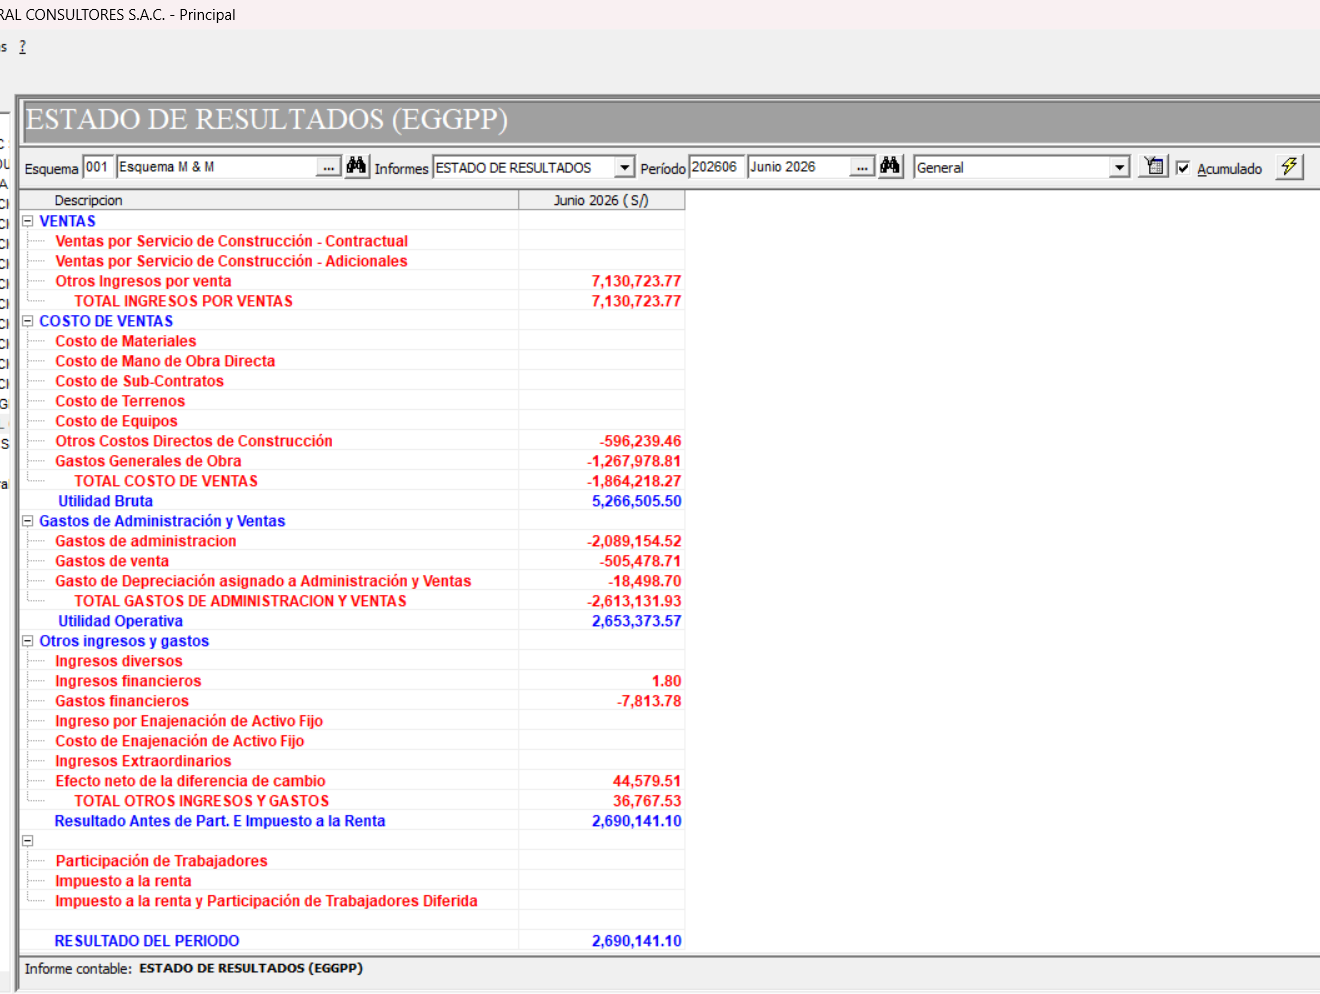 RAL CONSULTORES S.A.C. - Principal
s ?
ESTADO DE RESULTADOS (EGGPP)
Esquema 001 Esquema M & M ... Informes ESTADO DE RESULTADOS Período 202606 Junio 2026 ... General Acumulado
Descripcion Junio 2026 ( S/)
VENTAS
Ventas por Servicio de Construcción - Contractual
Ventas por Servicio de Construcción - Adicionales
Otros Ingresos por venta 7,130,723.77
TOTAL INGRESOS POR VENTAS 7,130,723.77
COSTO DE VENTAS
Costo de Materiales
Costo de Mano de Obra Directa
Costo de Sub-Contratos
Costo de Terrenos
Costo de Equipos
Otros Costos Directos de Construcción -596,239.46
Gastos Generales de Obra -1,267,978.81
TOTAL COSTO DE VENTAS -1,864,218.27
Utilidad Bruta 5,266,505.50
Gastos de Administración y Ventas
Gastos de administracion -2,089,154.52
Gastos de venta -505,478.71
Gasto de Depreciación asignado a Administración y Ventas -18,498.70
TOTAL GASTOS DE ADMINISTRACION Y VENTAS -2,613,131.93
Utilidad Operativa 2,653,373.57
Otros ingresos y gastos
Ingresos diversos
Ingresos financieros 1.80
Gastos financieros -7,813.78
Ingreso por Enajenación de Activo Fijo
Costo de Enajenación de Activo Fijo
Ingresos Extraordinarios
Efecto neto de la diferencia de cambio 44,579.51
TOTAL OTROS INGRESOS Y GASTOS 36,767.53
Resultado Antes de Part. E Impuesto a la Renta 2,690,141.10
Participación de Trabajadores
Impuesto a la renta
Impuesto a la renta y Participación de Trabajadores Diferida
RESULTADO DEL PERIODO 2,690,141.10
Informe contable: ESTADO DE RESULTADOS (EGGPP)